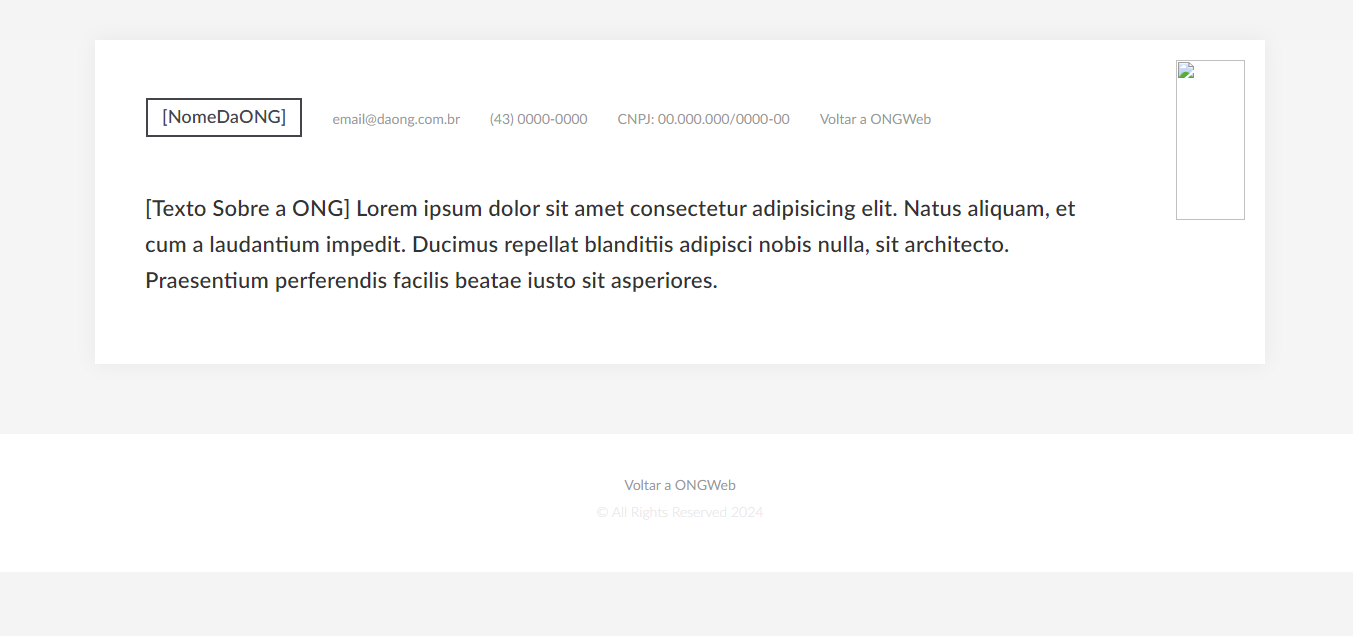 [NomeDaONG]
email@daong.com.br (43) 0000-0000 CNPJ: 00.000.000/0000-00 Voltar a ONGWeb
[Texto Sobre a ONG] Lorem ipsum dolor sit amet consectetur adipisicing elit. Natus aliquam, et
cum a laudantium impedit. Ducimus repellat blanditiis adipisci nobis nulla, sit architecto.
Praesentium perferendis facilis beatae iusto sit asperiores.
Voltar a ONGWeb
© All Rights Reserved 2024